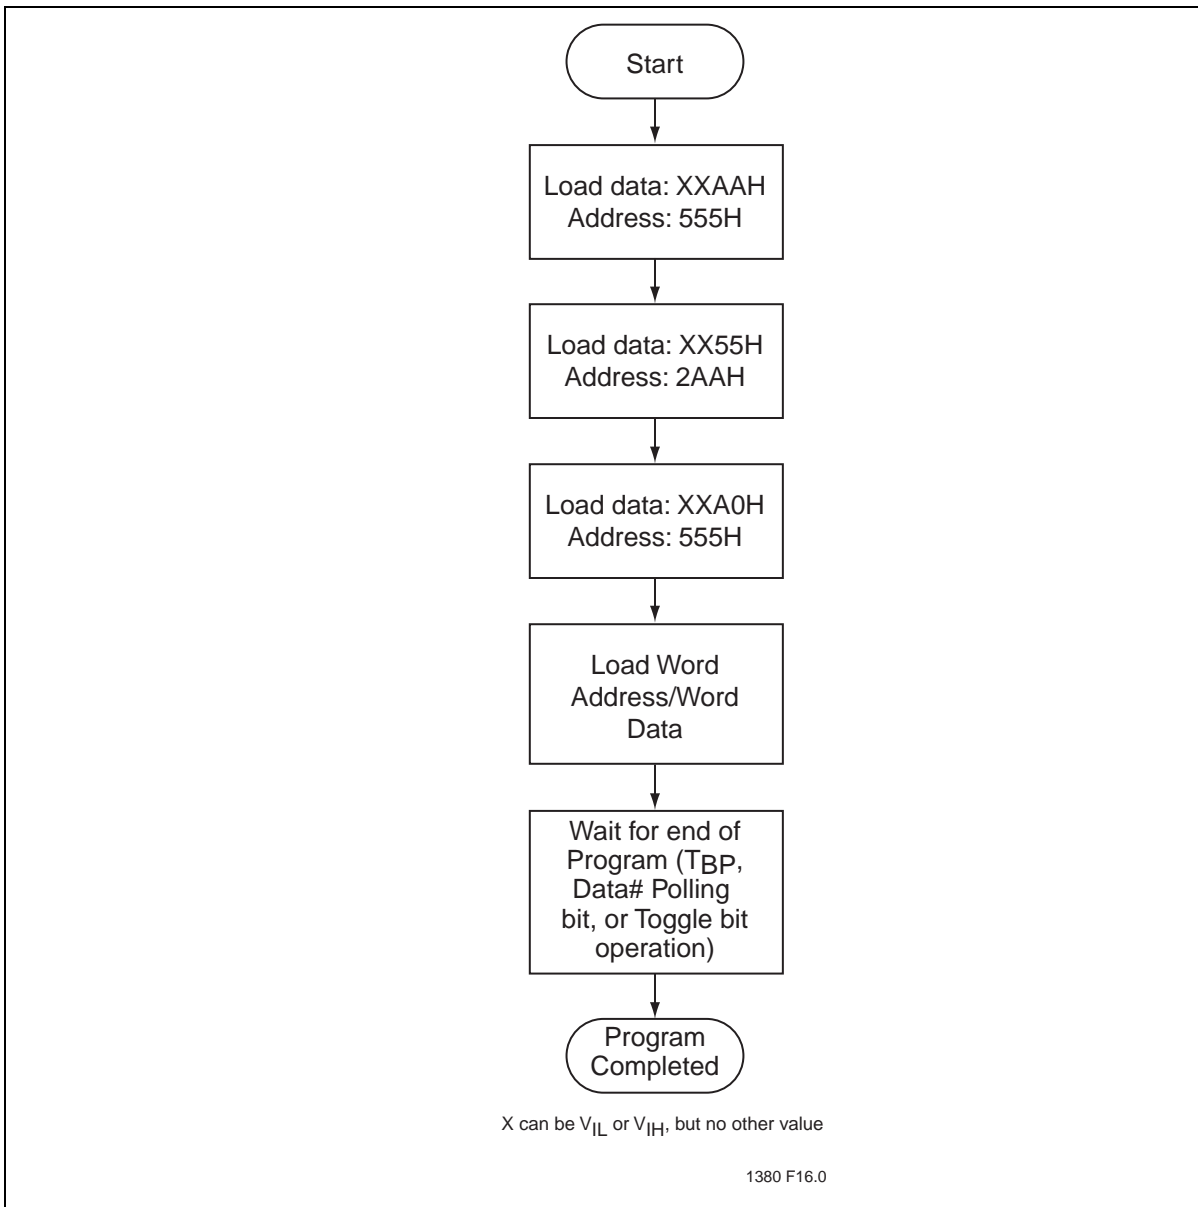 Start
Load data: XXAAH
Address: 555H
Load data: XX55H
Address: 2AAH
Load data: XXA0H
Address: 555H
Load Word
Address/Word
Data
Wait for end of
Program (TBP,
Data# Polling
bit, or Toggle bit
operation)
Program
Completed
X can be VIL or VIH, but no other value
1380 F16.0